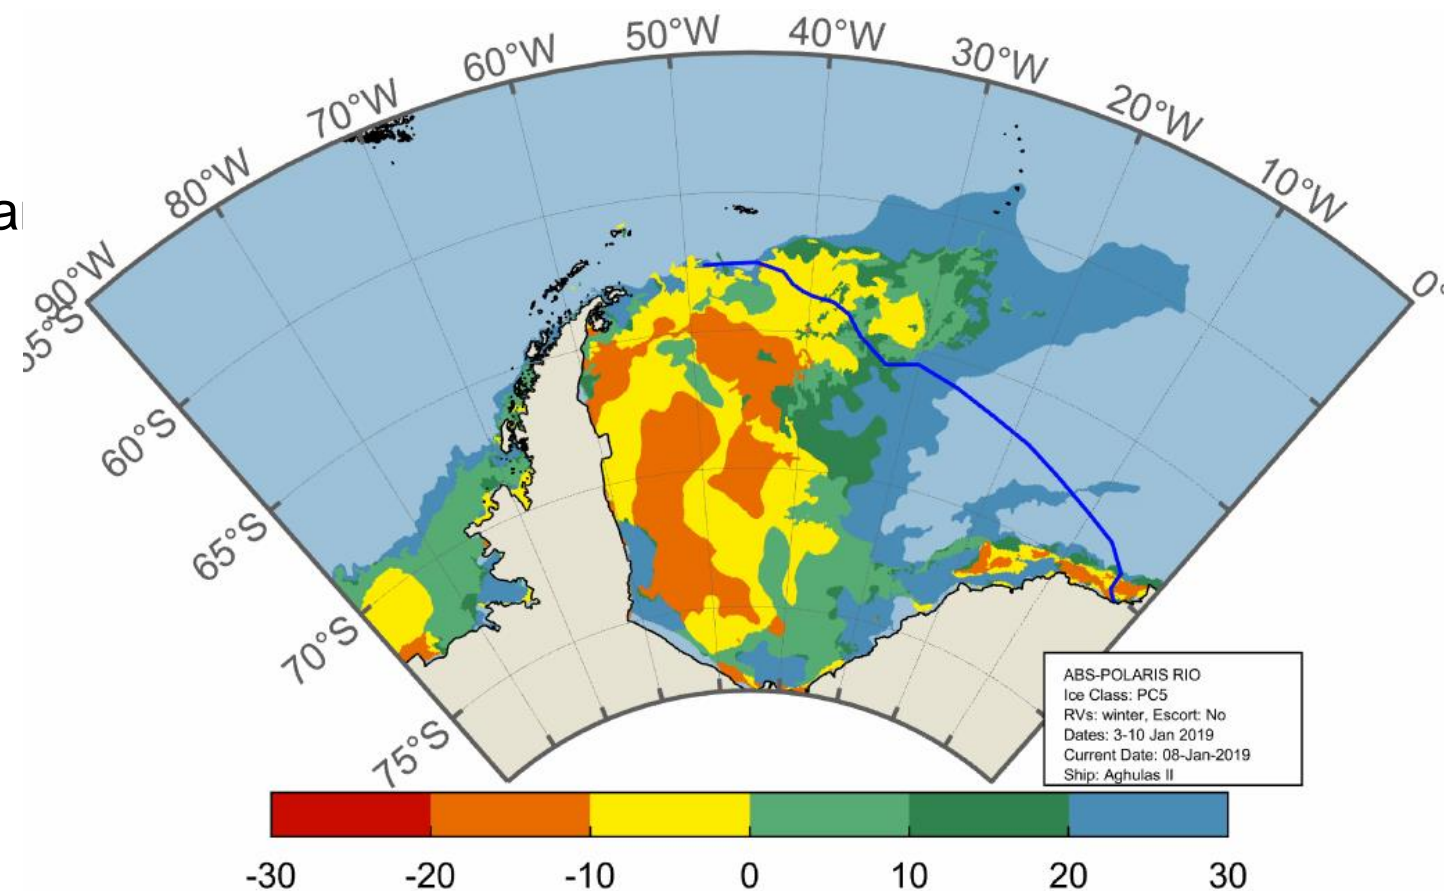 50°W
40°W
60°W
30°W
70°W
20°W
80°W
10°W
90°W
0°
60°S
65°S
70°S
75°S
ABS-POLARIS RIO
Ice Class: PC5
RVs: winter, Escort: No
Dates: 3-10 Jan 2019
Current Date: 08-Jan-2019
Ship: Aghulas II
-30 -20 -10 0 10 20 30